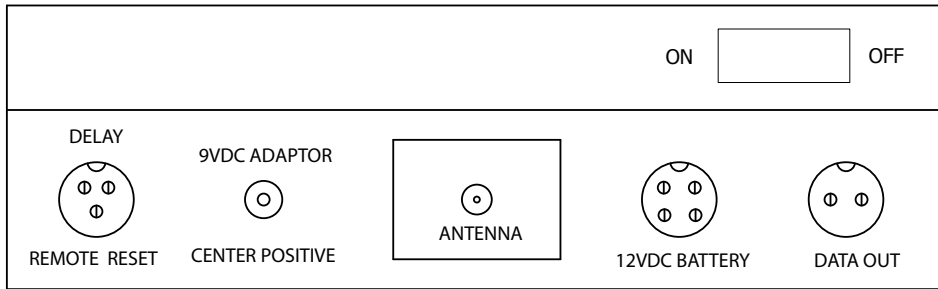 ON
OFF
DELAY
9VDC ADAPTOR
ANTENNA
REMOTE RESET
CENTER POSITIVE
12VDC BATTERY
DATA OUT